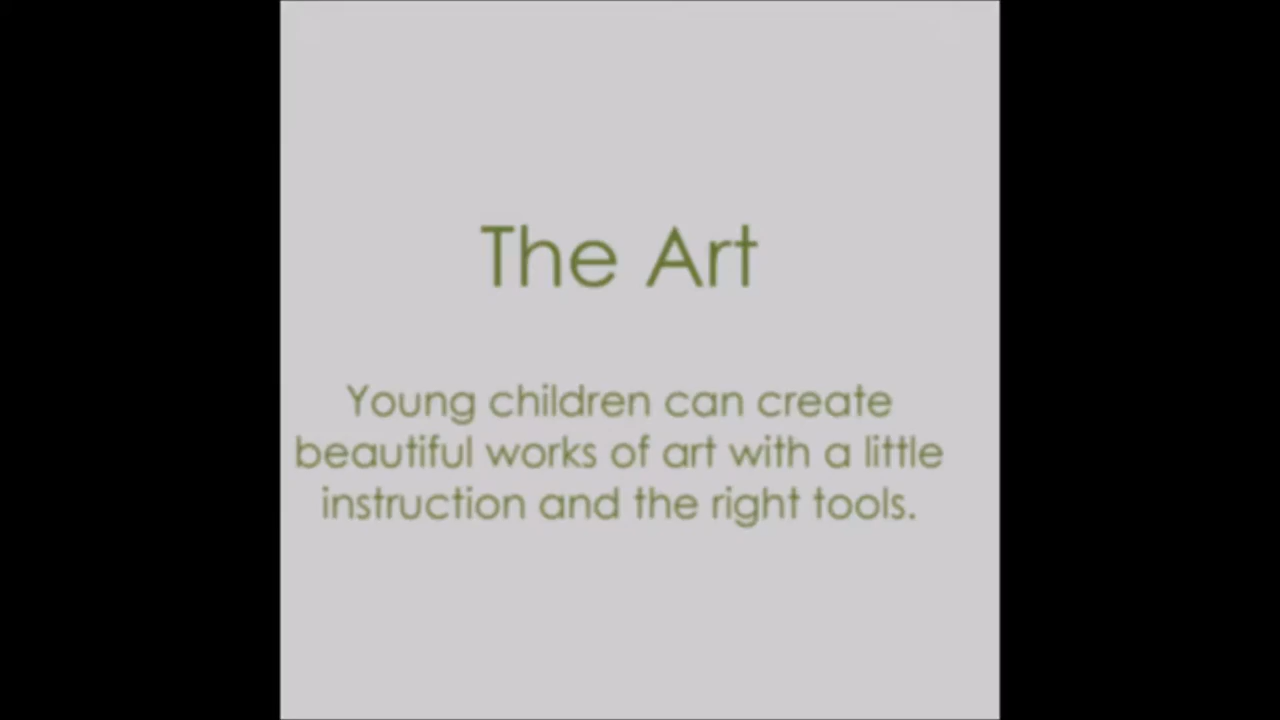 The Art
Young children can create
beautiful works of art with a little
instruction and the right tools.